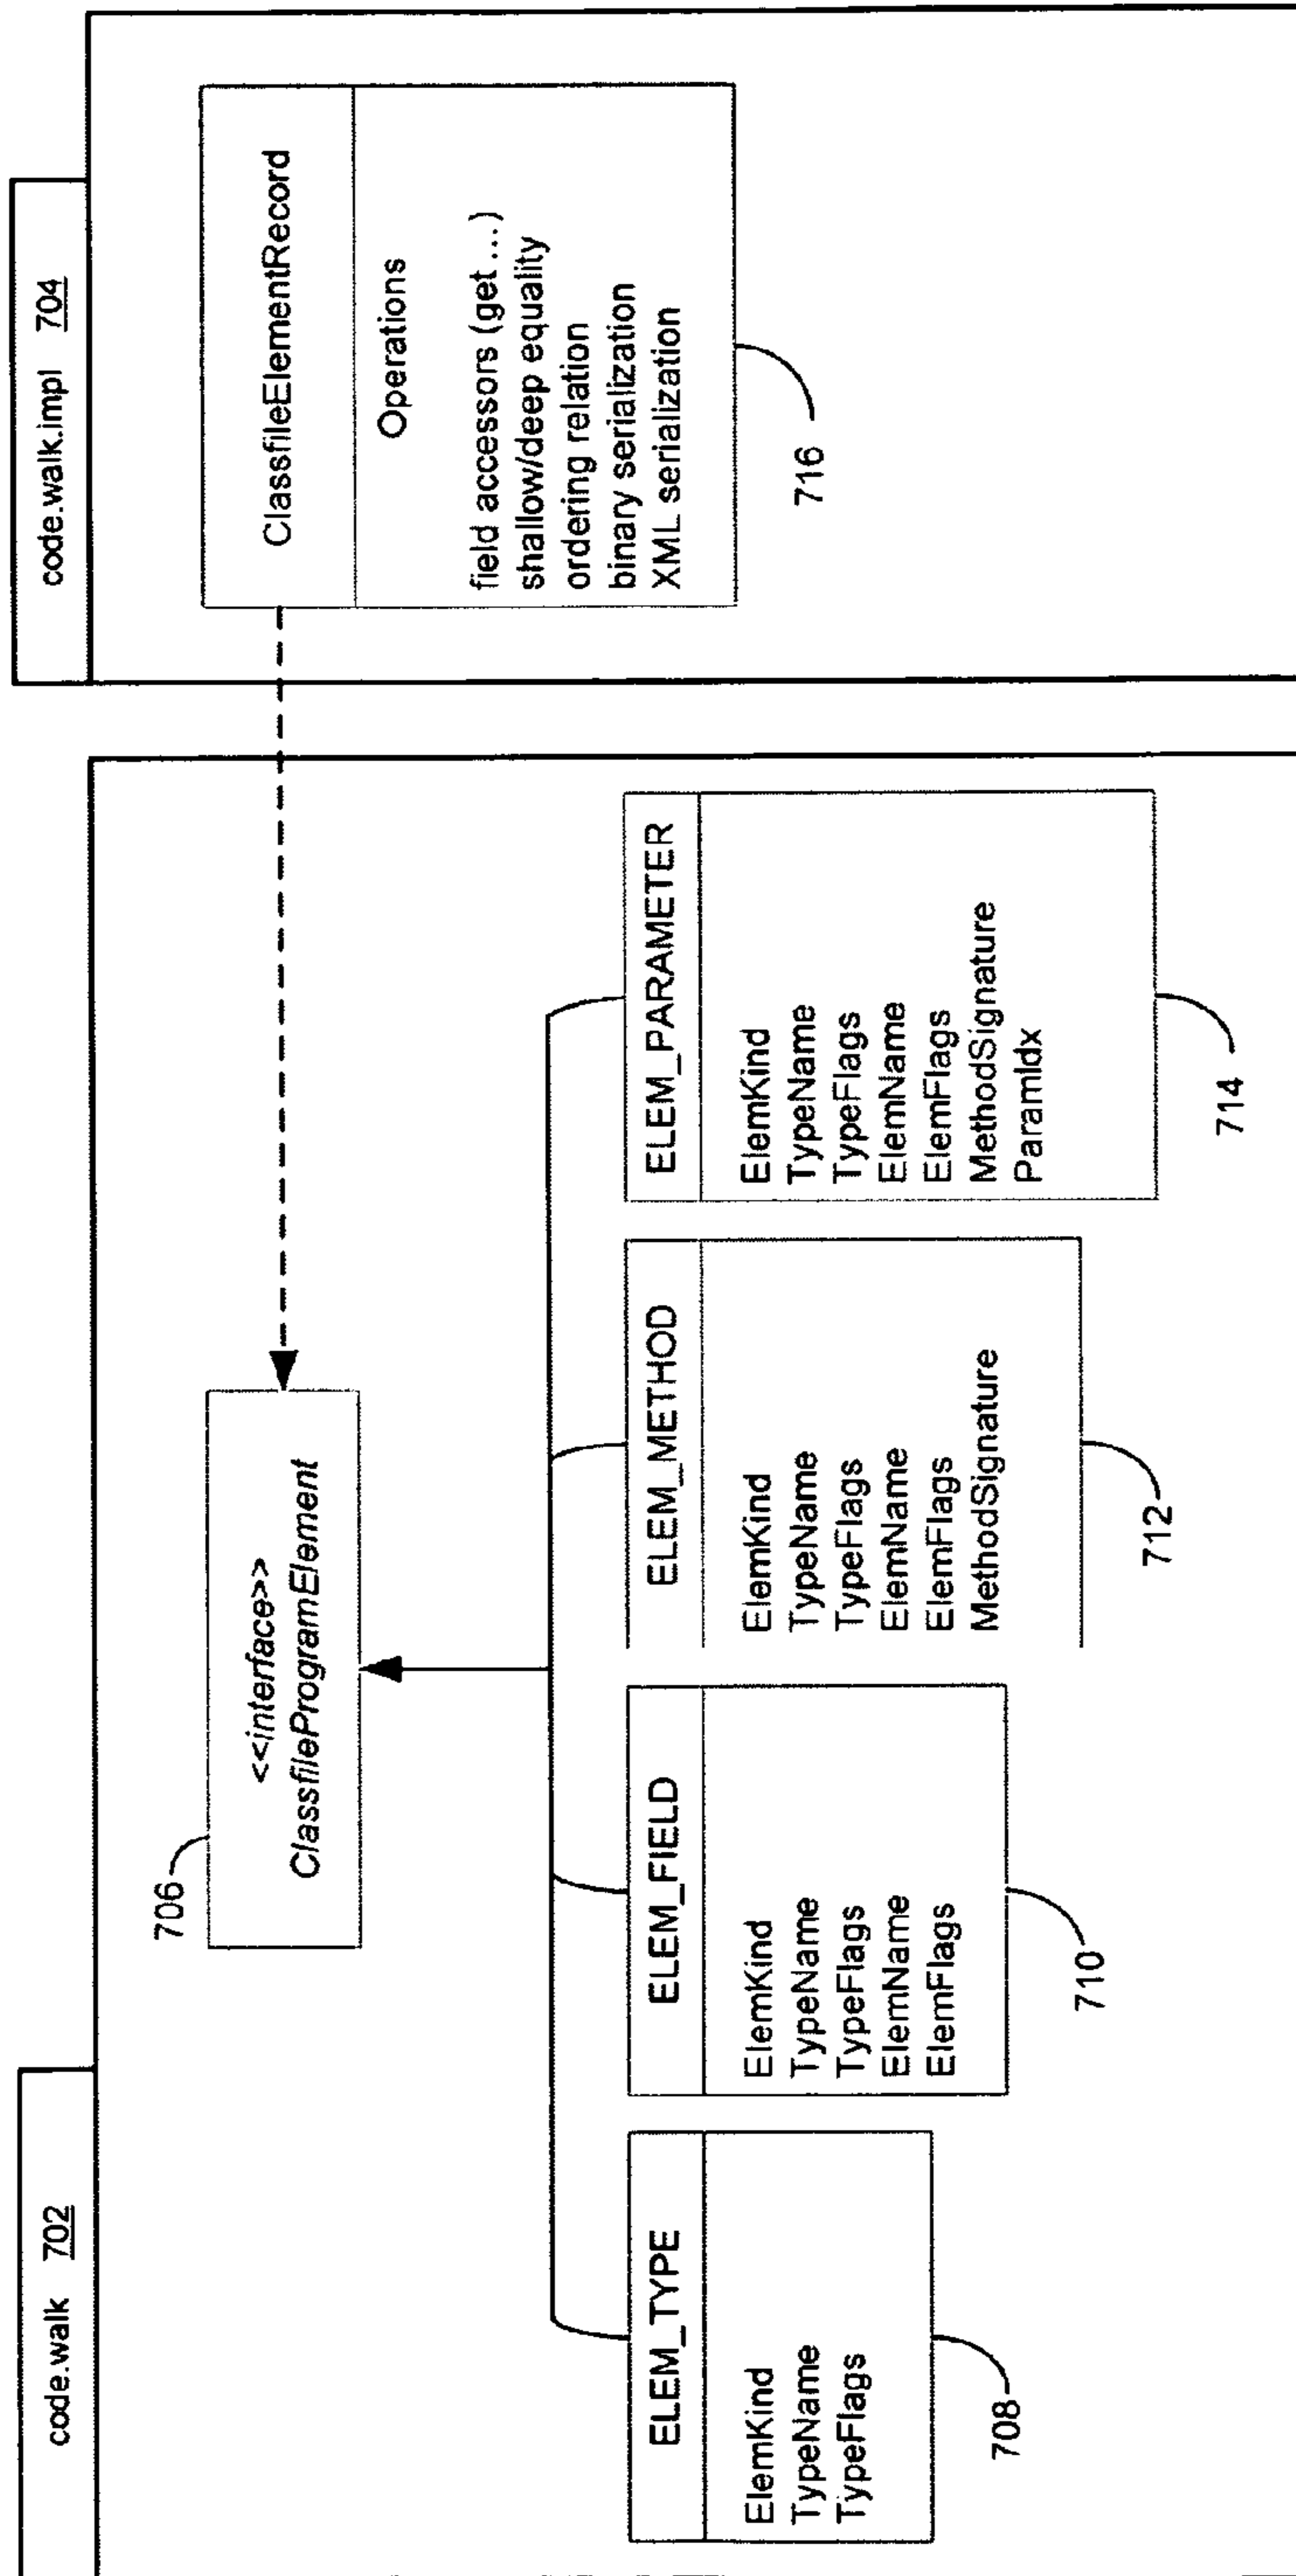 code.walk 702
706
<<interface>>
ClassfileProgramElement
ELEM_TYPE
ElemKind
TypeName
TypeFlags
708
ELEM_FIELD
ElemKind
TypeName
TypeFlags
ElemName
ElemFlags
710
ELEM_METHOD
ElemKind
TypeName
TypeFlags
ElemName
ElemFlags
MethodSignature
712
ELEM_PARAMETER
ElemKind
TypeName
TypeFlags
ElemName
ElemFlags
MethodSignature
ParamIdx
714
code.walk.impl 704
ClassfileElementRecord
Operations
field accessors (get ...)
shallow/deep equality
ordering relation
binary serialization
XML serialization
716